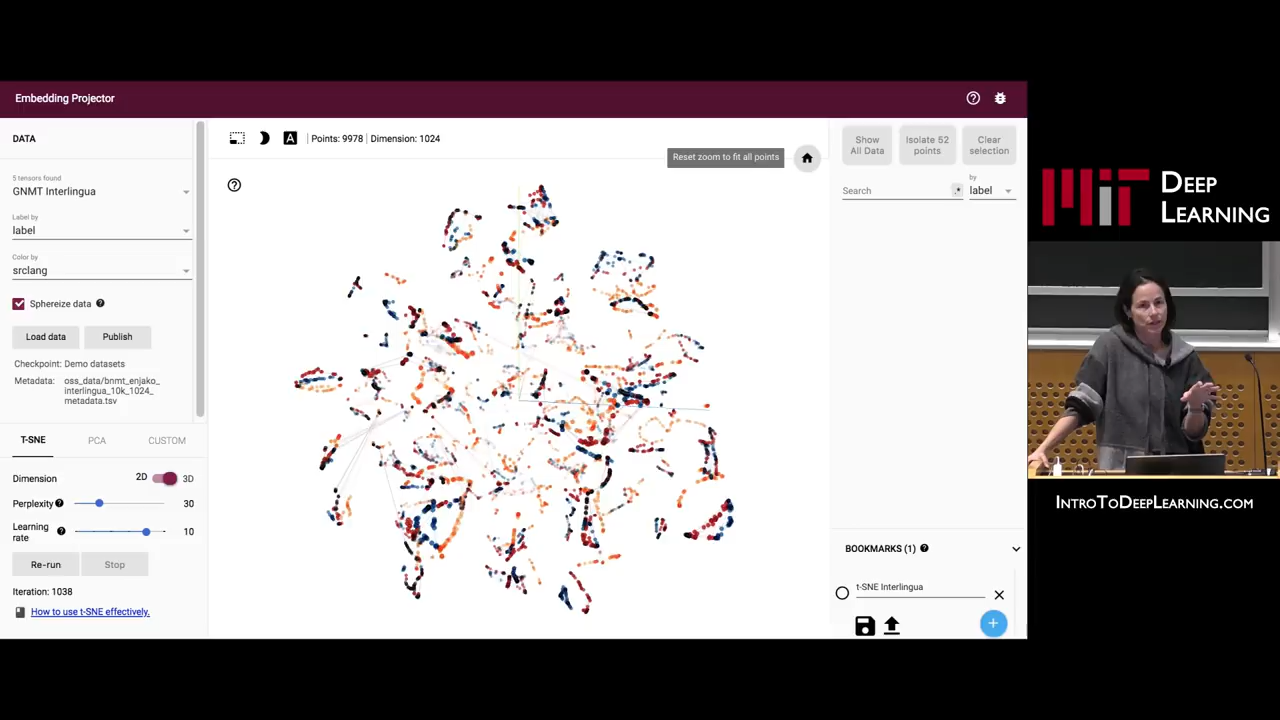 Embedding Projector
DATA
5 tensors found
GNMT Interlingua
Label by
label
Color by
srclang
Sphereize data
Load data
Publish
Checkpoint: Demo datasets
Metadata:
oss_data/bnmt_enjako_
interlingua_10k_1024_
metadata.tsv
T-SNE
PCA
CUSTOM
Dimension
2D
3D
Perplexity
30
Learning
rate
10
Re-run
Stop
Iteration: 1038
How to use t-SNE effectively.
A
Points: 9978
Dimension: 1024
Reset zoom to fit all points
Show
All Data
Isolate 52
points
Clear
selection
Search
.*
by
label
BOOKMARKS (1)
t-SNE Interlingua
MIT
DEEP
LEARNING
INTROTODEEPLEARNING.COM